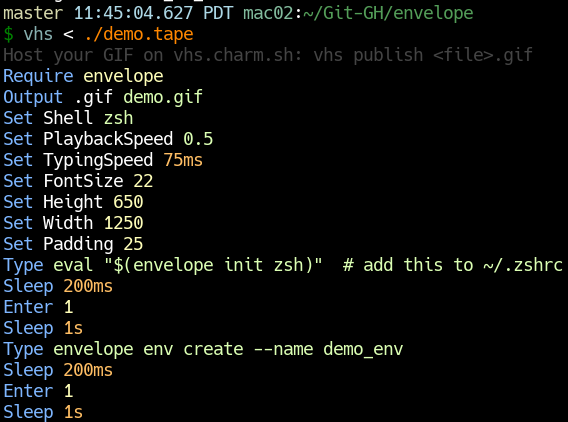 master 11:45:04.627 PDT mac02:~/Git-GH/envelope
$ vhs < ./demo.tape
Host your GIF on vhs.charm.sh: vhs publish <file>.gif
Require envelope
Output .gif demo.gif
Set Shell zsh
Set PlaybackSpeed 0.5
Set TypingSpeed 75ms
Set FontSize 22
Set Height 650
Set Width 1250
Set Padding 25
Type eval "$(envelope init zsh)"  # add this to ~/.zshrc
Sleep 200ms
Enter 1
Sleep 1s
Type envelope env create --name demo_env
Sleep 200ms
Enter 1
Sleep 1s